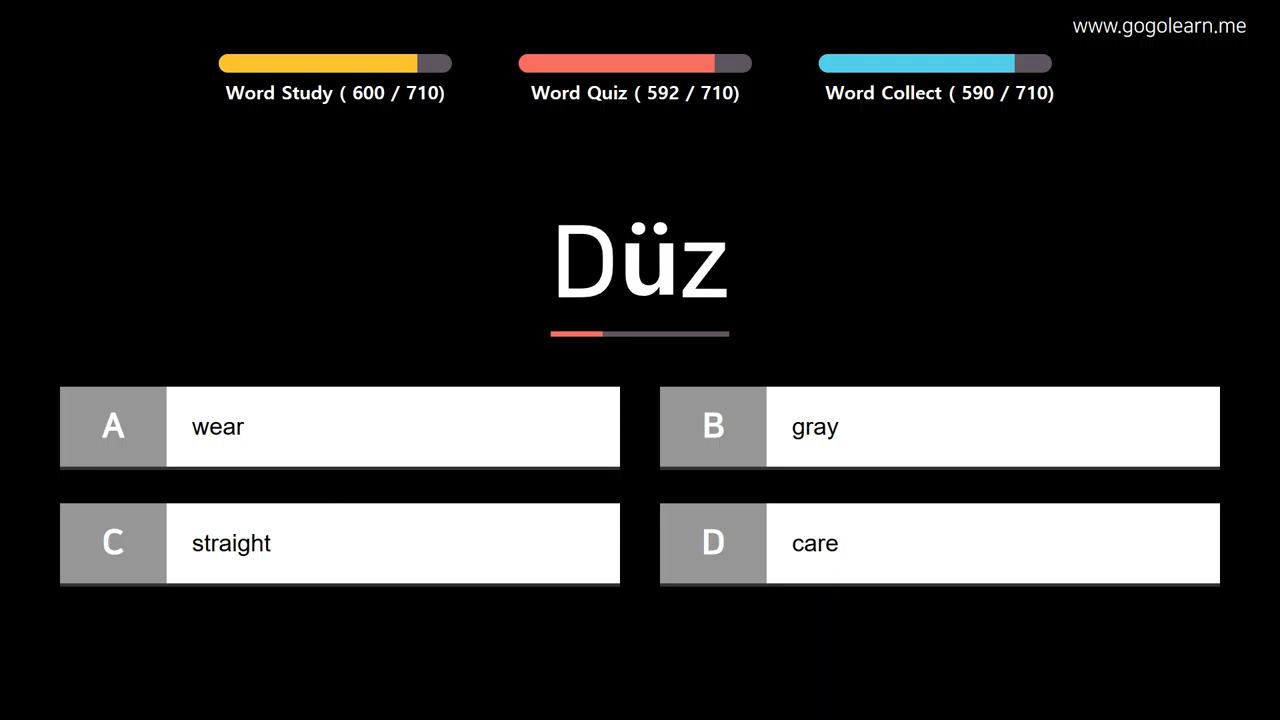 www.gogolearn.me
Word Study ( 600 / 710)
Word Quiz ( 592 / 710)
Word Collect ( 590 / 710)
Düz
A wear
B gray
C straight
D care